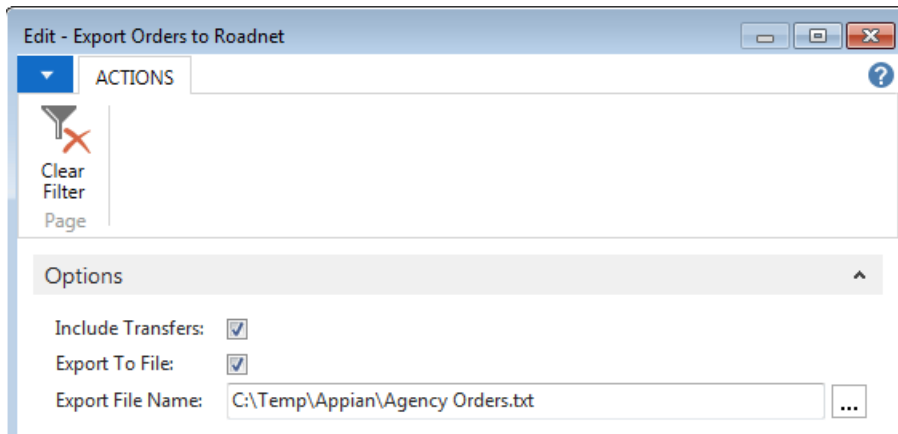 Edit - Export Orders to Roadnet
ACTIONS
?
Clear
Filter
Page
Options
Include Transfers:
Export To File:
Export File Name: C:\Temp\Appian\Agency Orders.txt ...